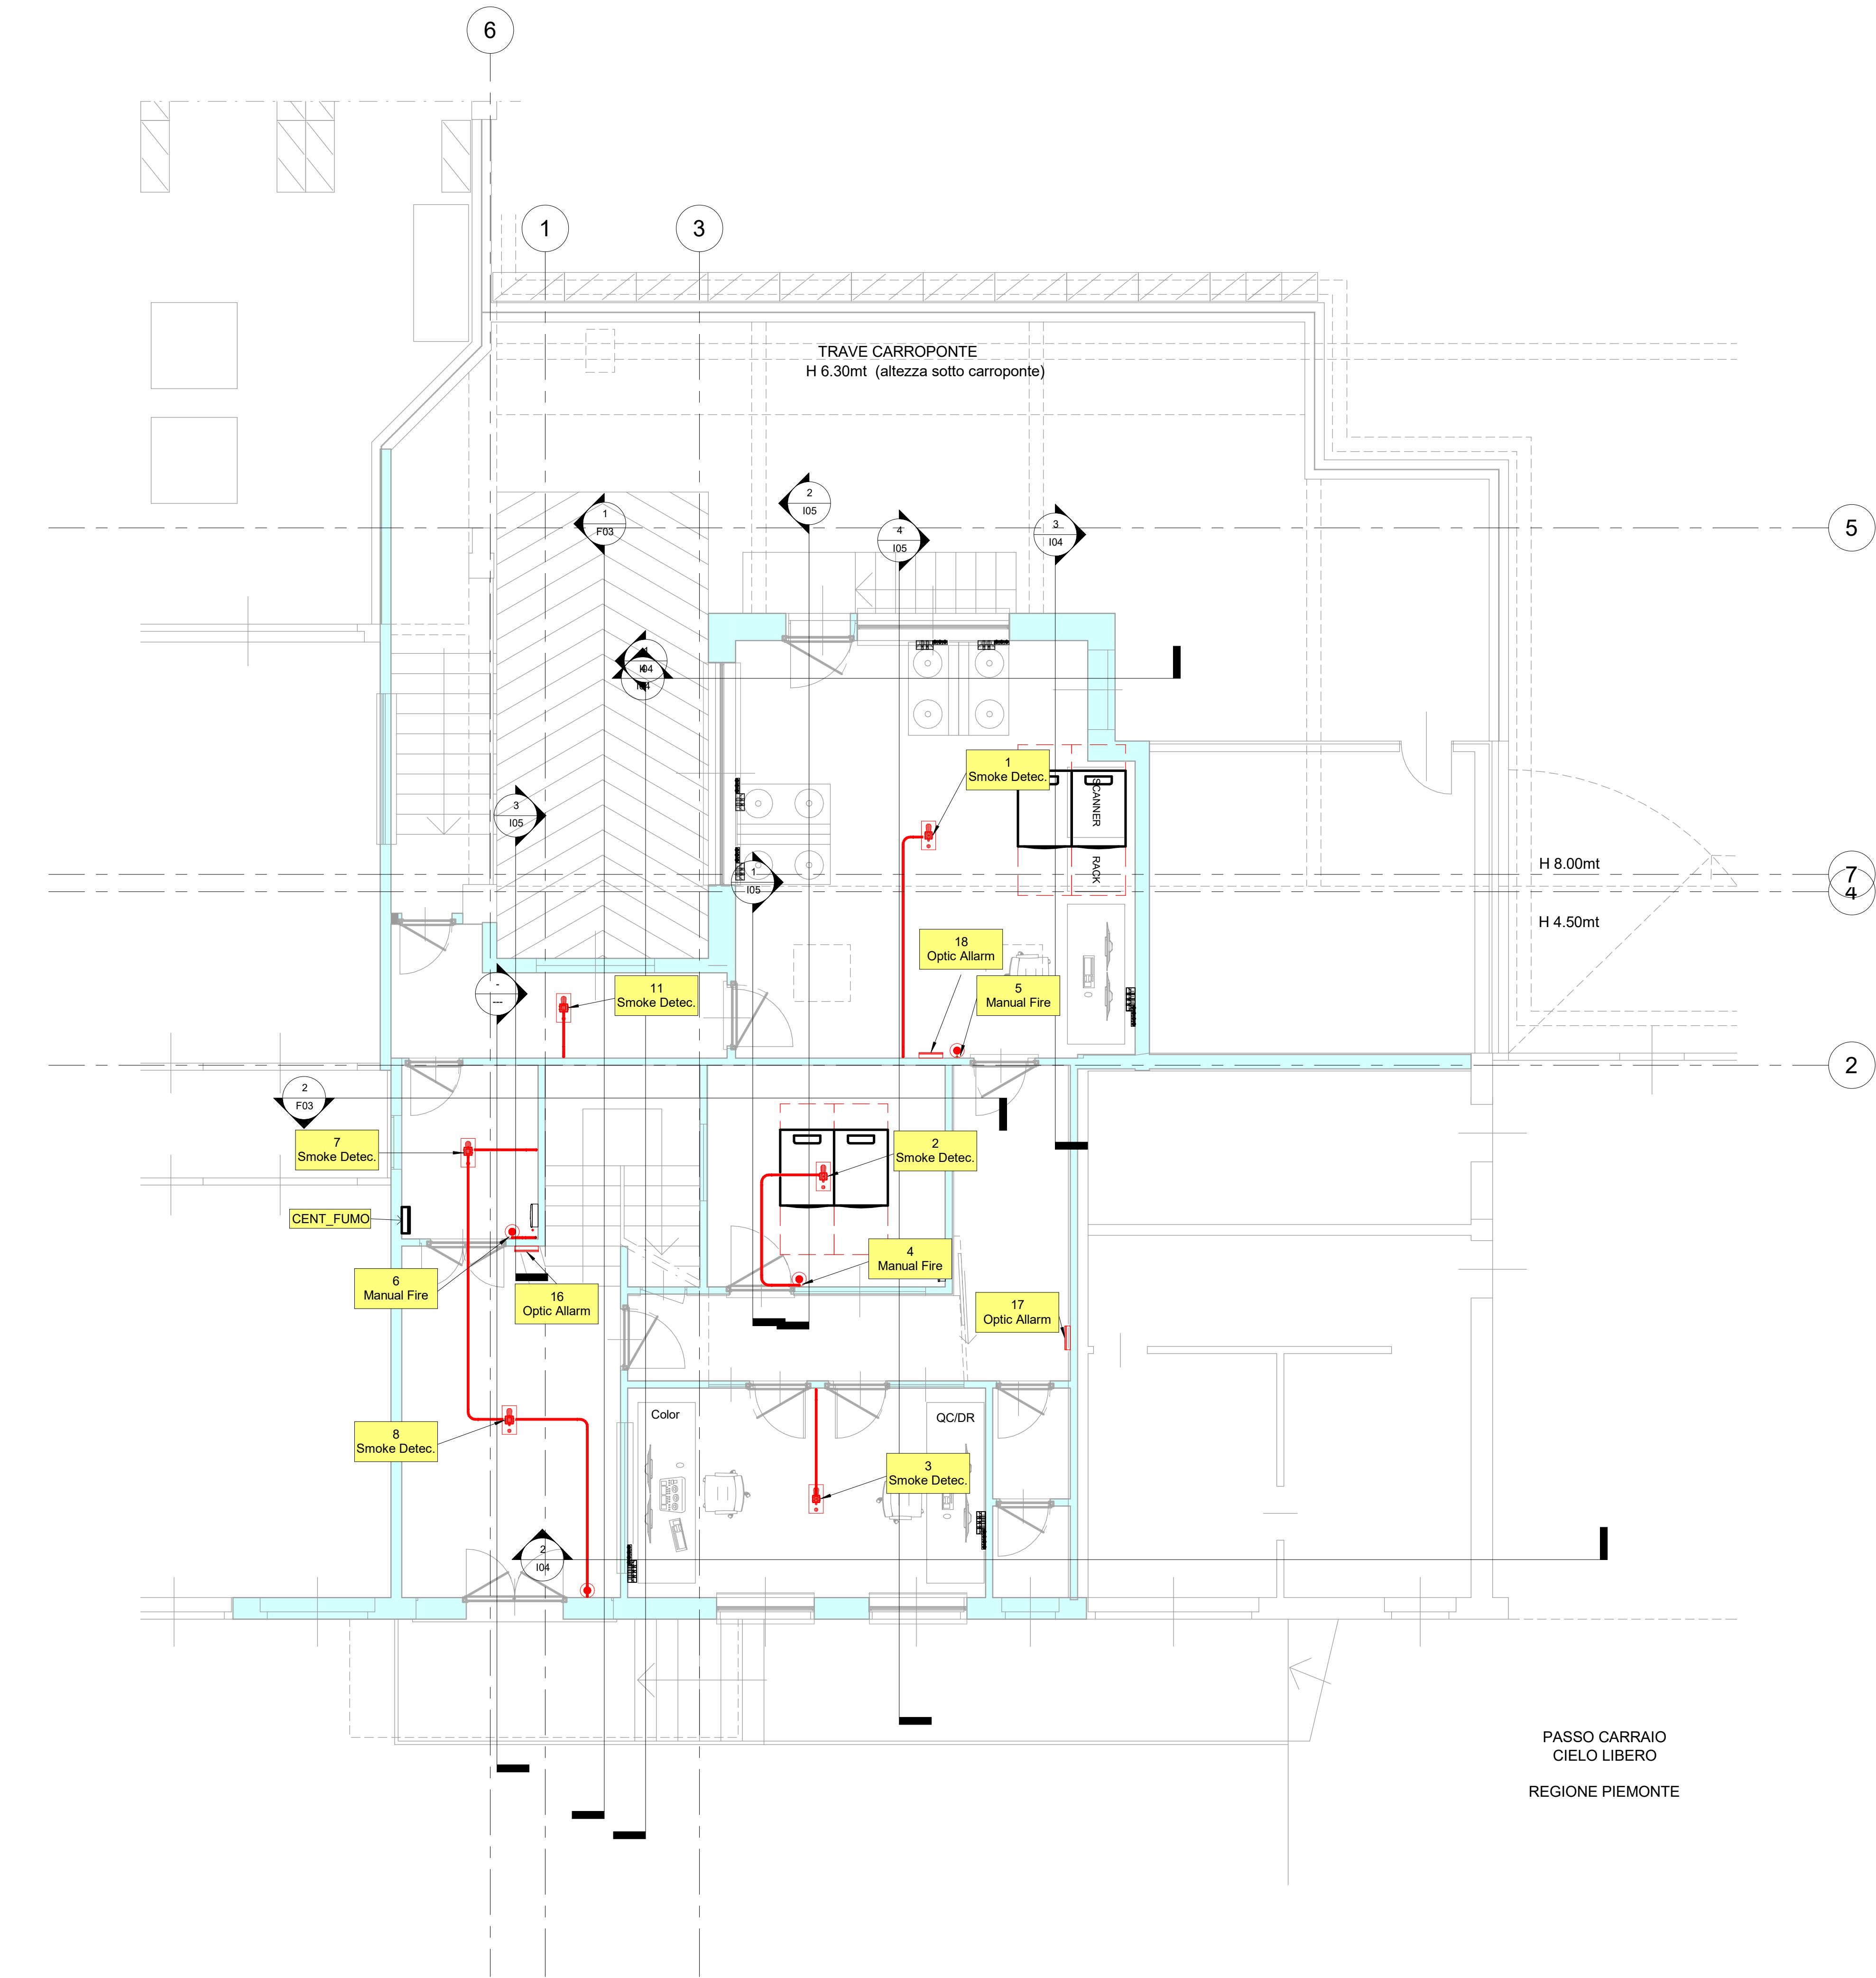 6
1
3
TRAVE CARROPONTE
H 6.30mt (altezza sotto carroponte)
2
I05
1
F03
4
I05
3
I04
5
I04
I04
1
Smoke Detec.
SCANNER
RACK
3
I05
1
I05
H 8.00mt
7
4
H 4.50mt
18
Optic Allarm
5
Manual Fire
11
Smoke Detec.
-
---
2
2
F03
7
Smoke Detec.
2
Smoke Detec.
CENT_FUMO
4
Manual Fire
6
Manual Fire
16
Optic Allarm
17
Optic Allarm
Color
QC/DR
8
Smoke Detec.
3
Smoke Detec.
2
I04
PASSO CARRAIO
CIELO LIBERO
REGIONE PIEMONTE